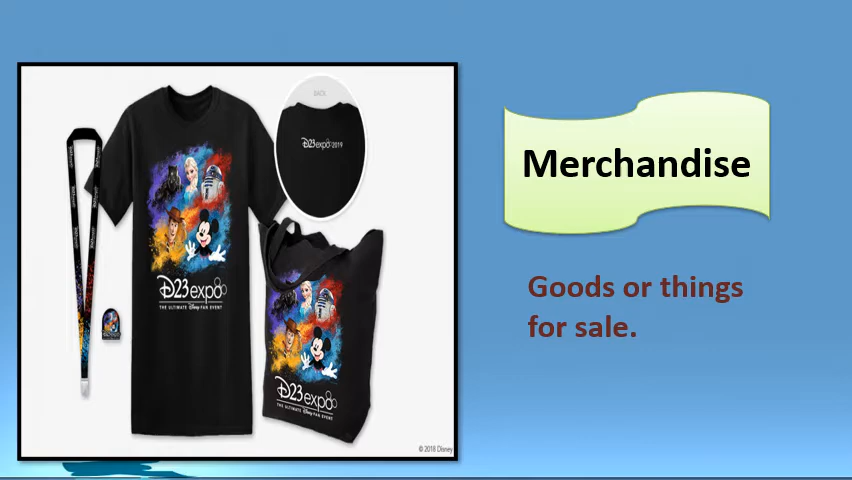 BACK
D23expo 2019
D23expo
THE ULTIMATE Disney FAN EVENT
D23expo
THE ULTIMATE Disney FAN EVENT
© 2018 Disney
Merchandise
Goods or things
for sale.